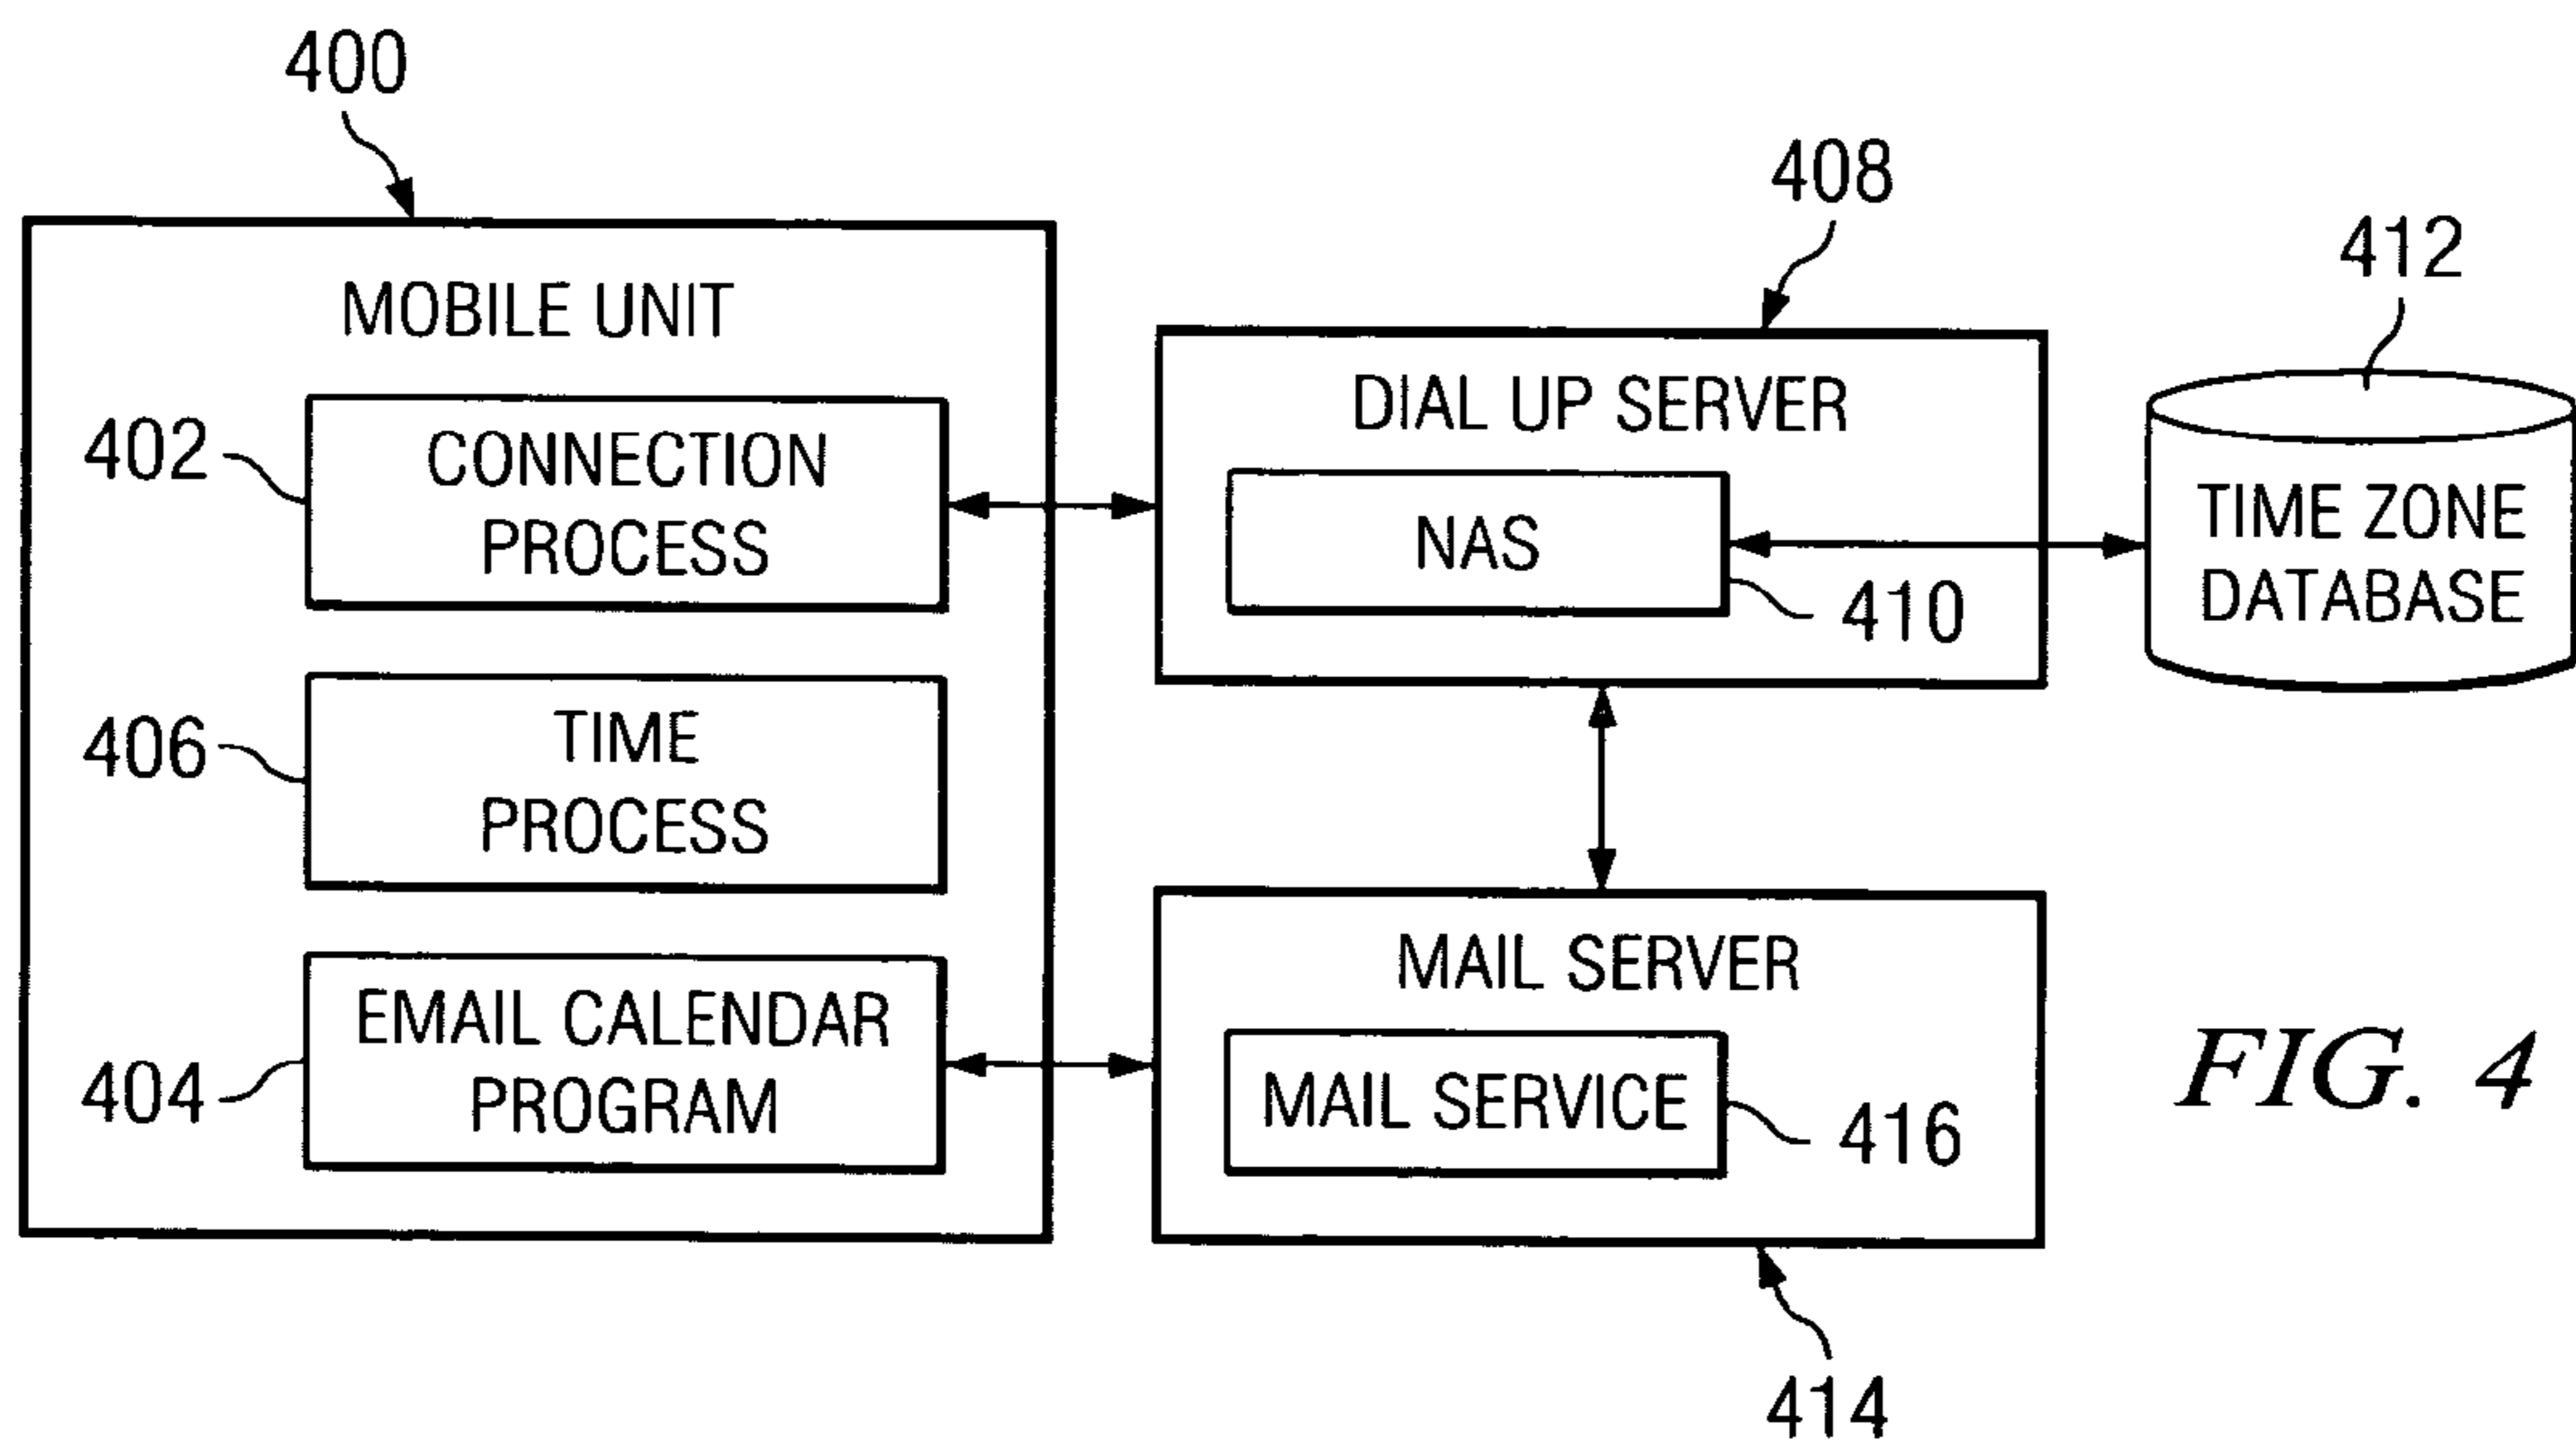 400
MOBILE UNIT
402
CONNECTION
PROCESS
406
TIME
PROCESS
404
EMAIL CALENDAR
PROGRAM
408
DIAL UP SERVER
NAS
410
412
TIME ZONE
DATABASE
MAIL SERVER
MAIL SERVICE
416
414
FIG. 4